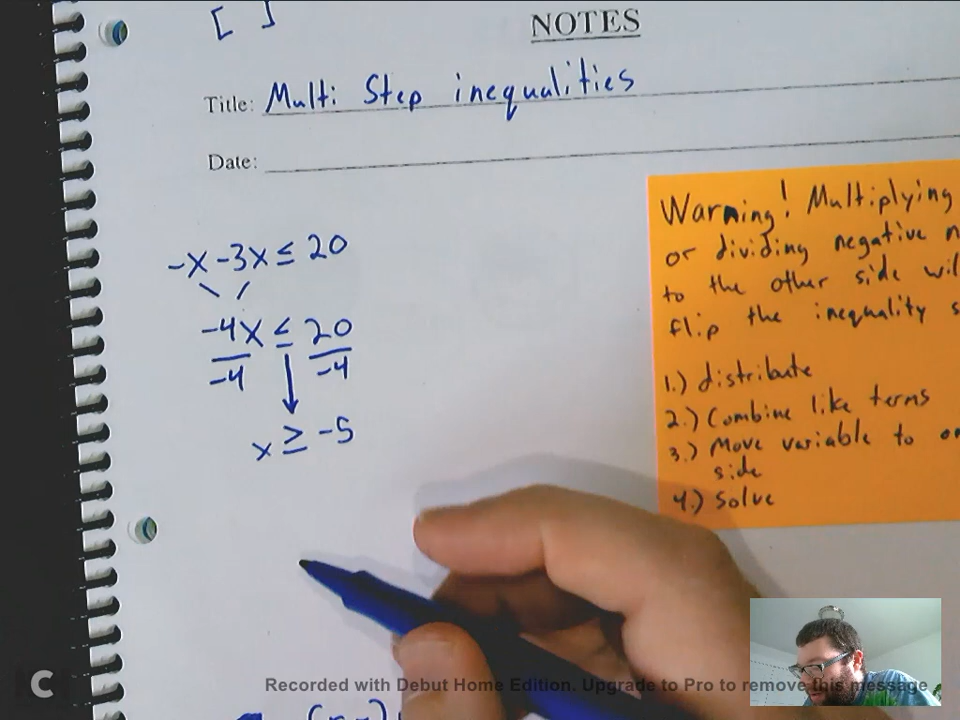 [ ]
NOTES
Title: Multi Step inequalities
Date:
-x -3x ≤ 20
-4x ≤ 20
-4 -4
x ≥ -5
Warning! Multiplying
or dividing negative
to the other side
flip the inequality
1.) distribute
2.) Combine like terms
3.) Move variable to
side
4.) Solve
C
Recorded with Debut Home Edition. Upgrade to Pro to remove this message